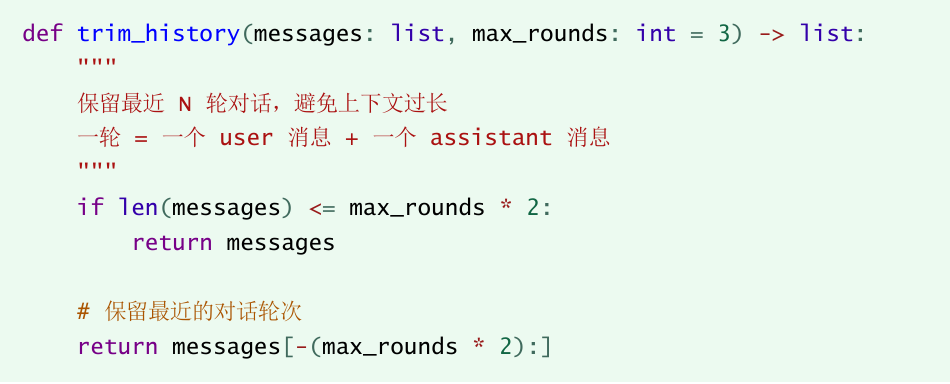 def trim_history(messages: list, max_rounds: int = 3) -> list:
    """
    保留最近 N 轮对话，避免上下文过长
    一轮 = 一个 user 消息 + 一个 assistant 消息
    """
    if len(messages) <= max_rounds * 2:
        return messages

    # 保留最近的对话轮次
    return messages[-(max_rounds * 2):]